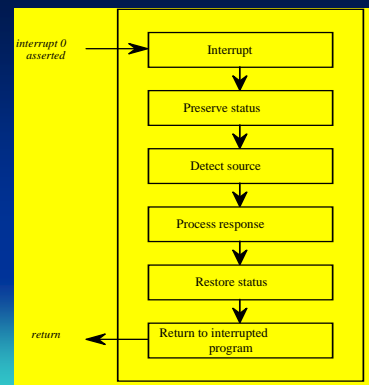 interrupt 0
asserted
Interrupt
Preserve status
Detect source
Process response
Restore status
return
Return to interrupted
program